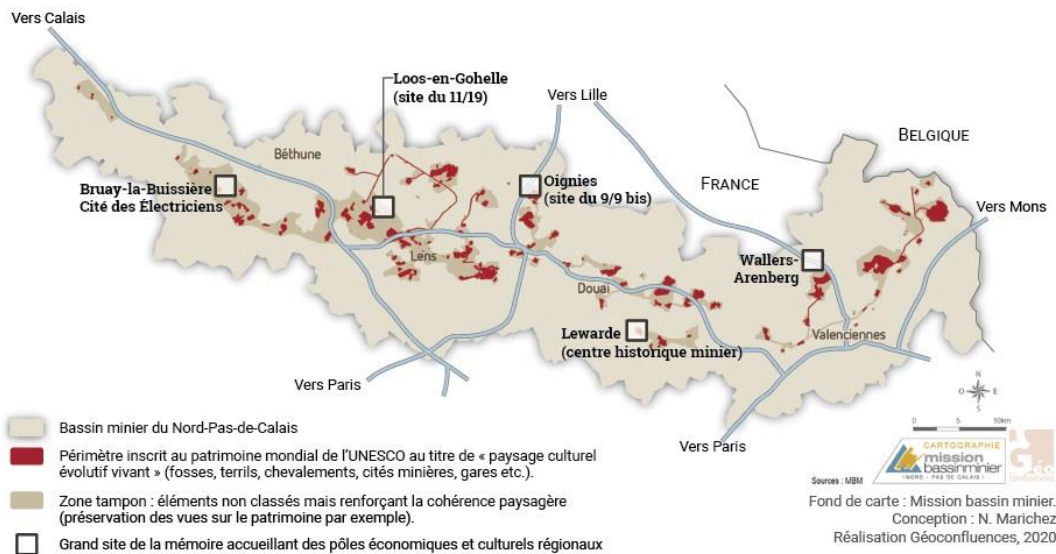 Vers Calais
Loos-en-Gohelle
(site du 11/19)
Vers Lille
BELGIQUE
Béthune
Bruay-la-Buissière
Cité des Électriciens
Oignies
(site du 9/9 bis)
FRANCE
Vers Mons
Lens
Wallers-
Arenberg
Douai
Lewarde
(centre historique minier)
Valenciennes
Vers Paris
Vers Paris
N
O
E
S
0
5
10km
Bassin minier du Nord-Pas-de-Calais
Périmètre inscrit au patrimoine mondial de l'UNESCO au titre de « paysage culturel
évolutif vivant » (fosses, terrils, chevalements, cités minières, gares etc.).
Zone tampon : éléments non classés mais renforçant la cohérence paysagère
(préservation des vues sur le patrimoine par exemple).
Grand site de la mémoire accueillant des pôles économiques et culturels régionaux
CARTOGRAPHIE
mission
bassinminier
NORD - PAS DE CALAIS
Géo
confluences
Sources : MBM
Fond de carte : Mission bassin minier.
Conception : N. Marichez
Réalisation Géoconfluences, 2020